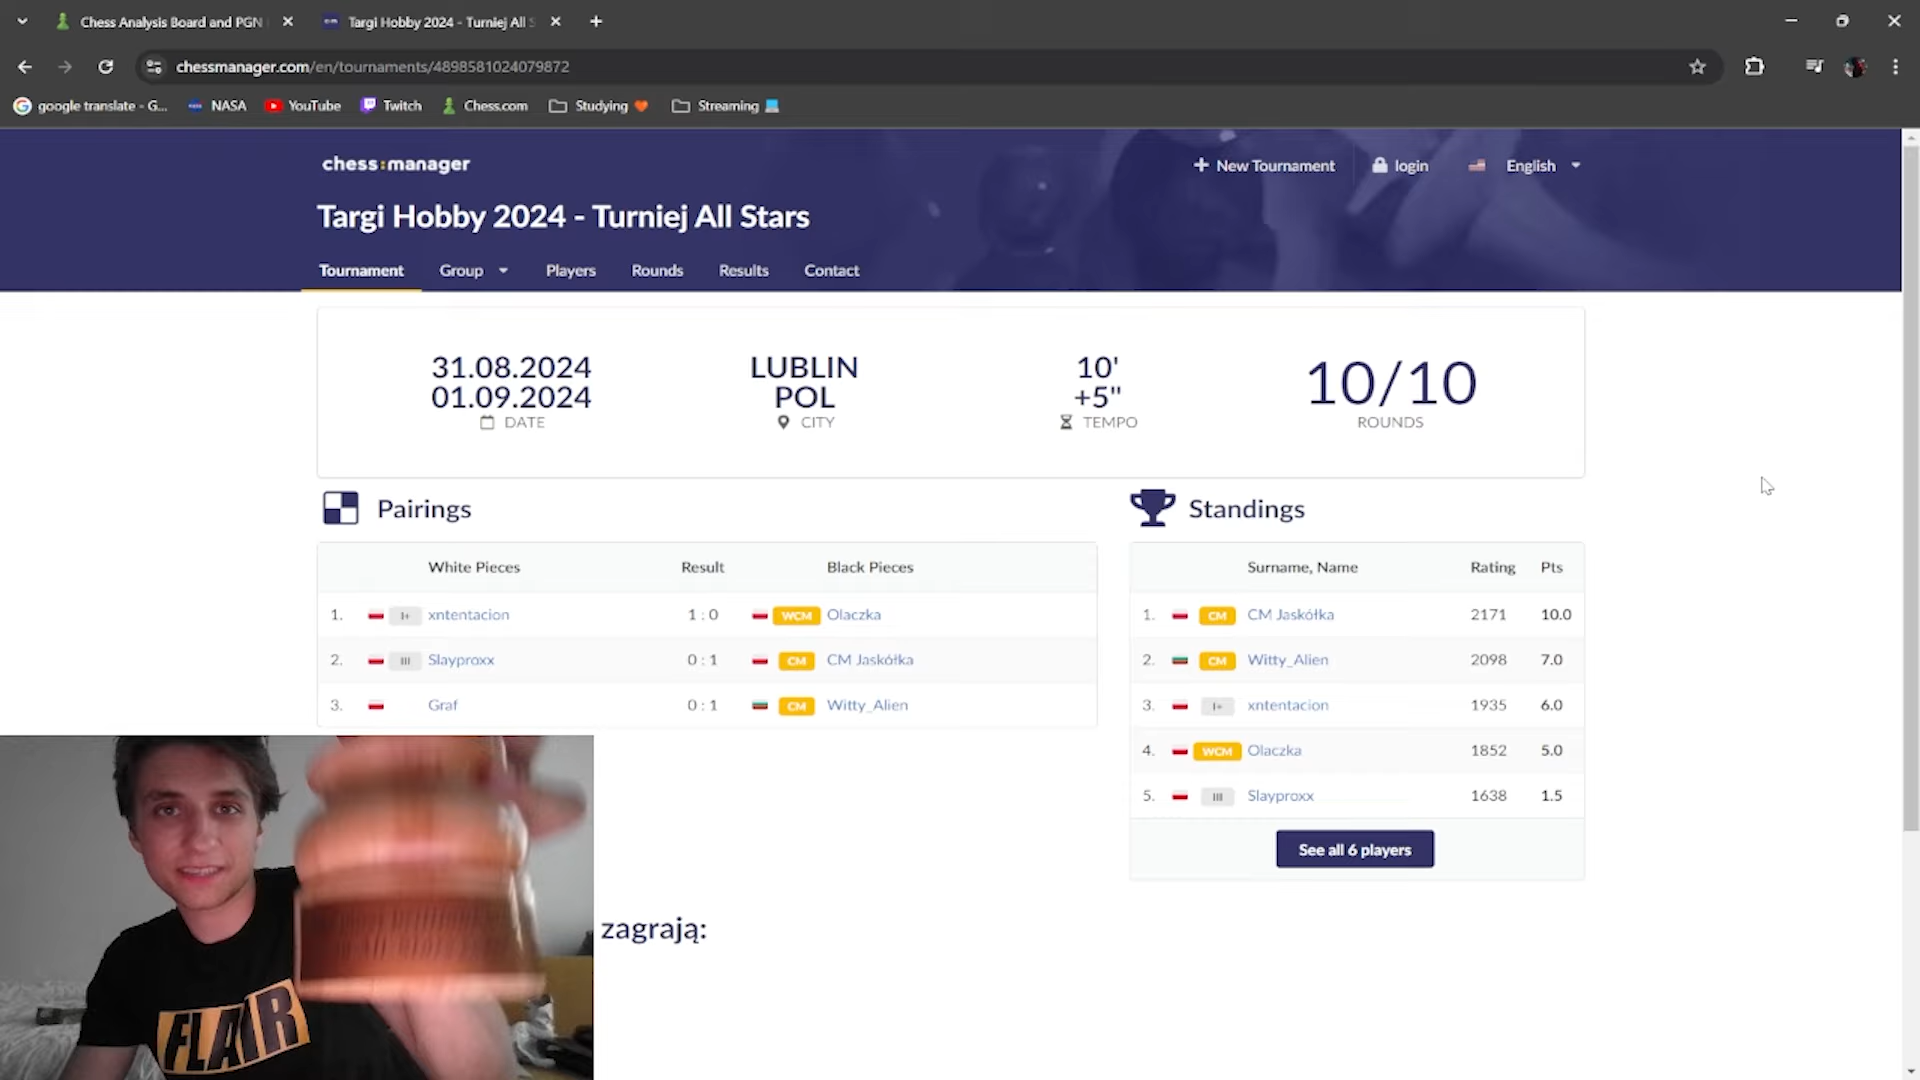 Chess Analysis Board and PGN
Targi Hobby 2024 - Turniej All S
chessmanager.com/en/tournaments/4898581024079872
google translate - G...
NASA
YouTube
Twitch
Chess.com
Studying
Streaming
chess:manager
New Tournament
login
English
Targi Hobby 2024 - Turniej All Stars
Tournament
Group
Players
Rounds
Results
Contact
31.08.2024
01.09.2024
DATE
LUBLIN
POL
CITY
10'
+5"
TEMPO
10/10
ROUNDS
Pairings
White Pieces Result Black Pieces
1. I+ xntentacion 1 : 0 WCM Olaczka
2. III Slayproxx 0 : 1 CM CM Jaskółka
3. Graf 0 : 1 CM Witty_Alien
Standings
Surname, Name Rating Pts
1. CM CM Jaskółka 2171 10.0
2. CM Witty_Alien 2098 7.0
3. I+ xntentacion 1935 6.0
4. WCM Olaczka 1852 5.0
5. III Slayproxx 1638 1.5
See all 6 players
zagrają:
FLAIR